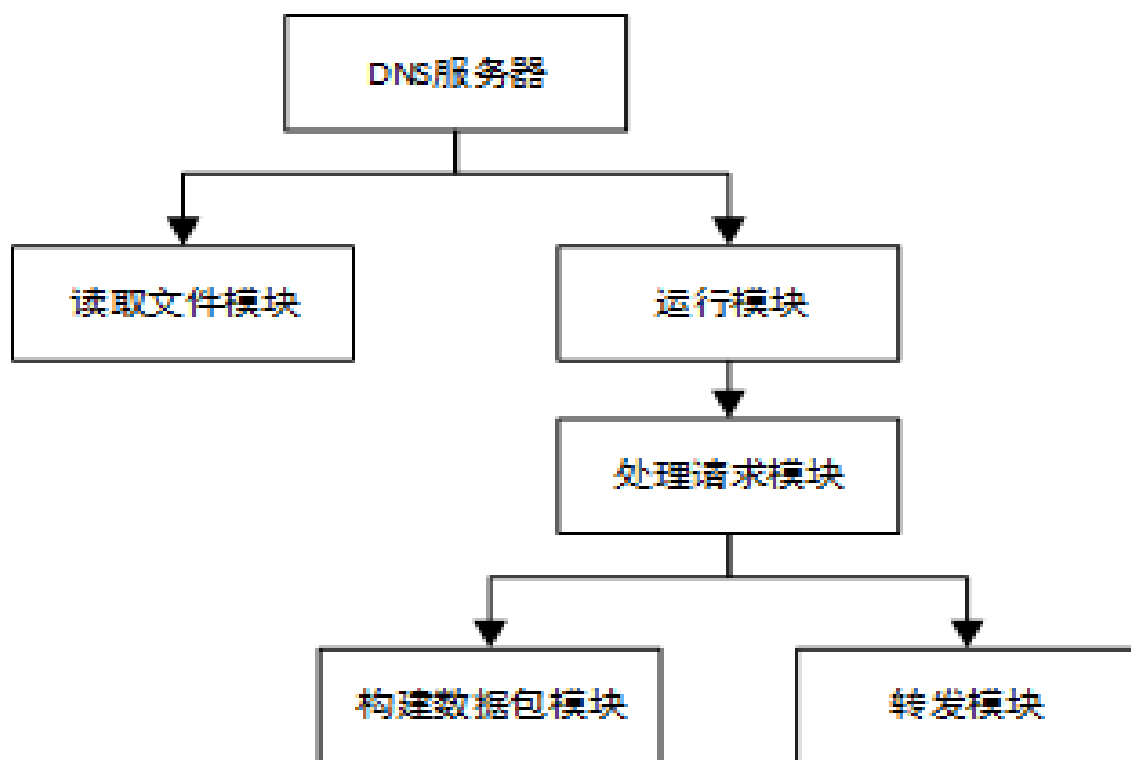 DNS服务器
读取文件模块
运行模块
处理请求模块
构建数据包模块
转发模块